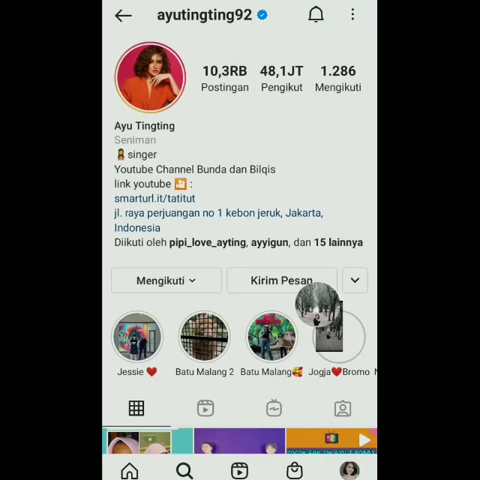 ayutingting92
10,3RB 48,1JT 1.286
Postingan Pengikut Mengikuti
Ayu Tingting
Seniman
singer
Youtube Channel Bunda dan Bilqis
link youtube :
smarturl.it/tatitut
jl. raya perjuangan no 1 kebon jeruk, Jakarta,
Indonesia
Diikuti oleh pipi_love_ayting, ayyigun, dan 15 lainnya
Mengikuti Kirim Pesan
Jessie Batu Malang 2 Batu Malang Jogja Bromo